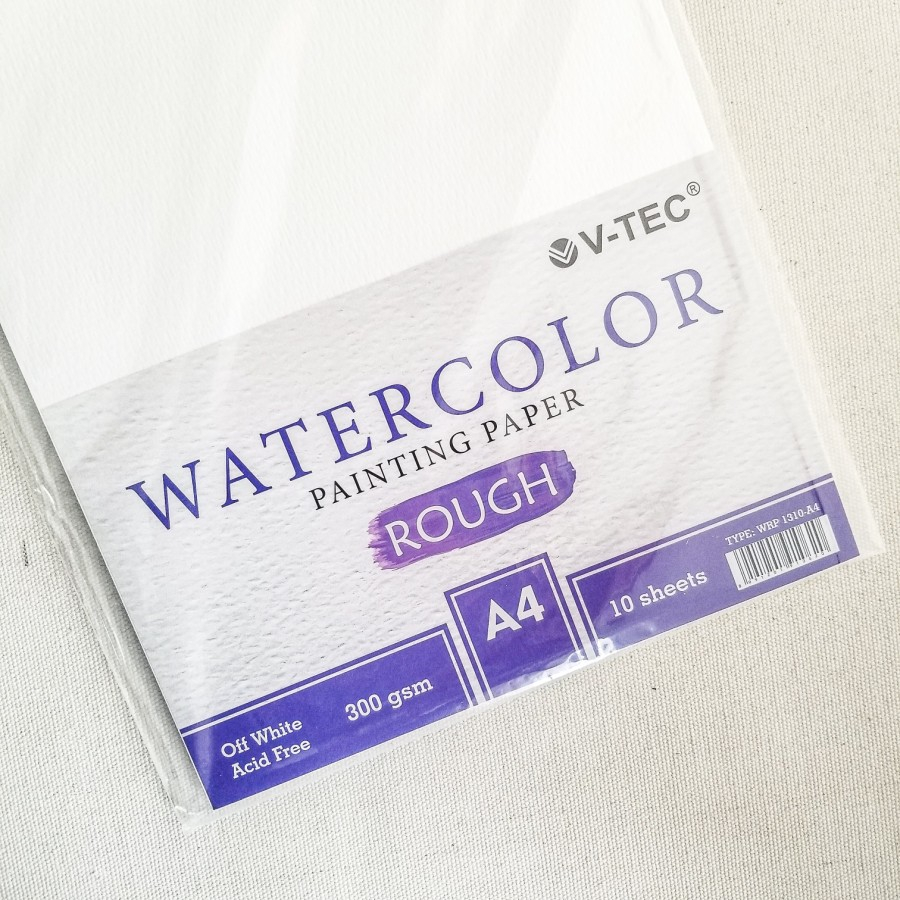 V-TEC®
WATERCOLOR
PAINTING PAPER
ROUGH
Off White
Acid Free
300 gsm
A4
10 sheets
TYPE: WRP 1310-A4